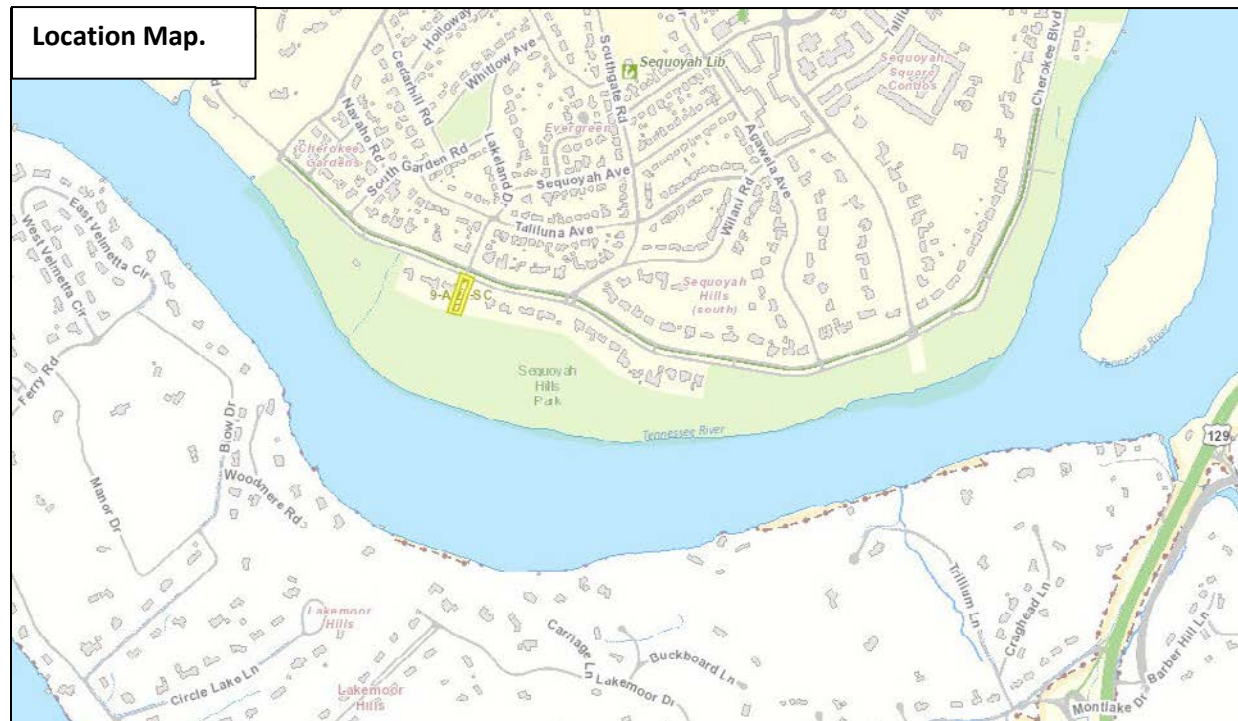 Location Map.
Holloway
Cedarhill Rd
Whitlow Ave
Southgate Rd
Sequoyah Lib
Taliluna
Sequoyah
Square
Condos
Cherokee Blvd
Navaho Rd
Cherokee
Gardens
South Garden Rd
Lakeland Dr
Evergreen
Agawela Ave
Sequoyah Ave
Wilani Rd
Taliluna Ave
East Velmetta Cir
West Velmetta Cir
Sequoyah
Hills
(south)
Sequoyah
Hills
Park
Tennessee River
Tennessee River
129
Ferry Rd
Blow Dr
Woodmere Rd
Manor Dr
Trillium Ln
Craghead Ln
Barber Hill Ln
Montlake Dr
Lakemoor
Hills
Circle Lake Ln
Lakemoor
Hills
Carriage Ln
Buckboard Ln
Lakemoor Dr